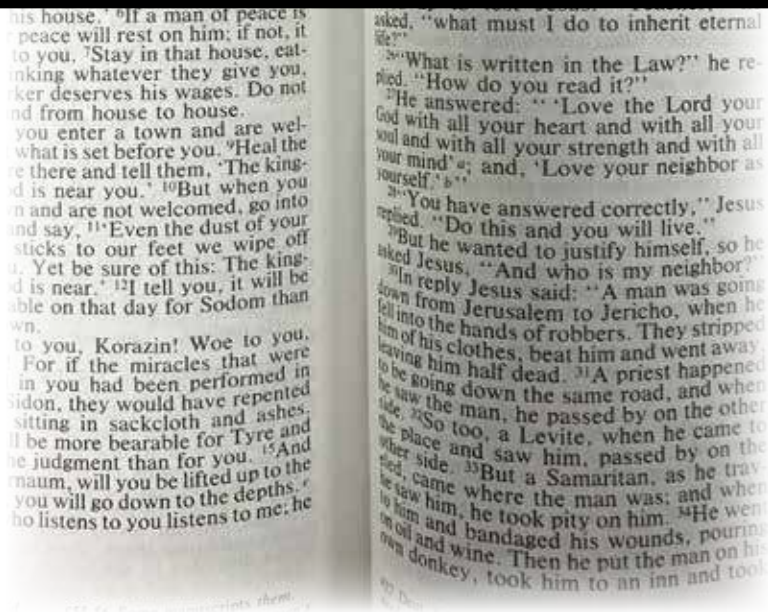 his house.' ⁶If a man of peace is
peace will rest on him; if not, it
to you. ⁷Stay in that house, eat-
inking whatever they give you,
ker deserves his wages. Do not
nd from house to house.
you enter a town and are wel-
what is set before you. ⁹Heal the
e there and tell them, 'The king-
d is near you.' ¹⁰But when you
n and are not welcomed, go into
nd say, ¹¹'Even the dust of your
sticks to our feet we wipe off
. Yet be sure of this: The king-
d is near.' ¹²I tell you, it will be
ble on that day for Sodom than
wn.
to you, Korazin! Woe to you,
For if the miracles that were
in you had been performed in
Sidon, they would have repented
sitting in sackcloth and ashes.
ll be more bearable for Tyre and
e judgment than for you. ¹⁵And
rnaum, will you be lifted up to the
you will go down to the depths.
ho listens to you listens to me; he
them.
asked, "what must I do to inherit eternal
life?"
²⁶"What is written in the Law?" he re-
plied. "How do you read it?"
²⁷He answered: " 'Love the Lord your
God with all your heart and with all your
soul and with all your strength and with all
your mind' ᵃ; and, 'Love your neighbor as
yourself.' ᵇ "
²⁸"You have answered correctly," Jesus
replied. "Do this and you will live."
²⁹But he wanted to justify himself, so he
asked Jesus, "And who is my neighbor?"
³⁰In reply Jesus said: "A man was going
down from Jerusalem to Jericho, when he
fell into the hands of robbers. They stripped
him of his clothes, beat him and went away,
leaving him half dead. ³¹A priest happened
to be going down the same road, and when
he saw the man, he passed by on the other
side. ³²So too, a Levite, when he came to
the place and saw him, passed by on the
other side. ³³But a Samaritan, as he trav-
eled, came where the man was; and when
he saw him, he took pity on him. ³⁴He went
to him and bandaged his wounds, pouring
on oil and wine. Then he put the man on his
own donkey, took him to an inn and took